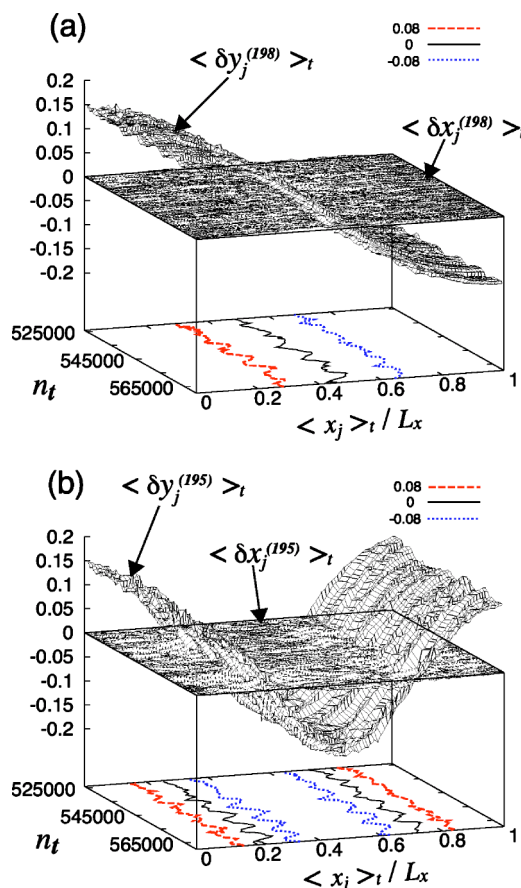 (a)
0.08
0
-0.08
< δy_j^(198) >_t
< δx_j^(198) >_t
0.2
0.15
0.1
0.05
0
-0.05
-0.1
-0.15
-0.2
525000
545000
565000
n_t
0 0.2 0.4 0.6 0.8 1
< x_j >_t / L_x
(b)
0.08
0
-0.08
< δy_j^(195) >_t
< δx_j^(195) >_t
0.2
0.15
0.1
0.05
0
-0.05
-0.1
-0.15
-0.2
525000
545000
565000
n_t
0 0.2 0.4 0.6 0.8 1
< x_j >_t / L_x